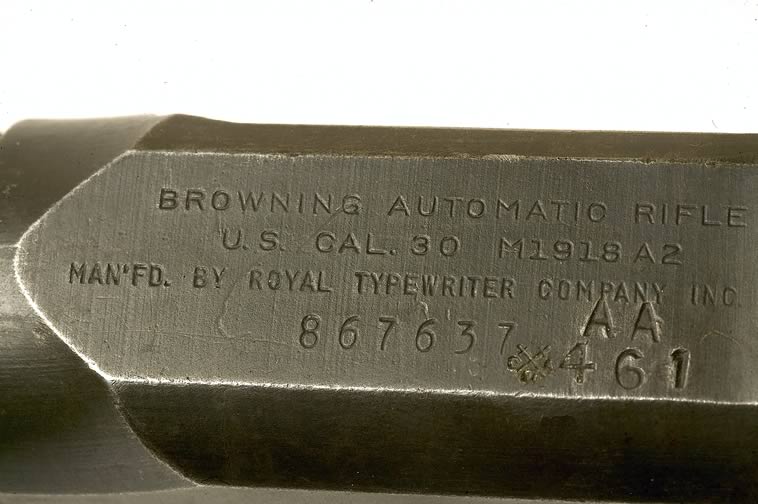 BROWNING AUTOMATIC RIFLE
U.S. CAL. 30 M1918A2
MAN'FD. BY ROYAL TYPEWRITER COMPANY INC.
867637 AA
461